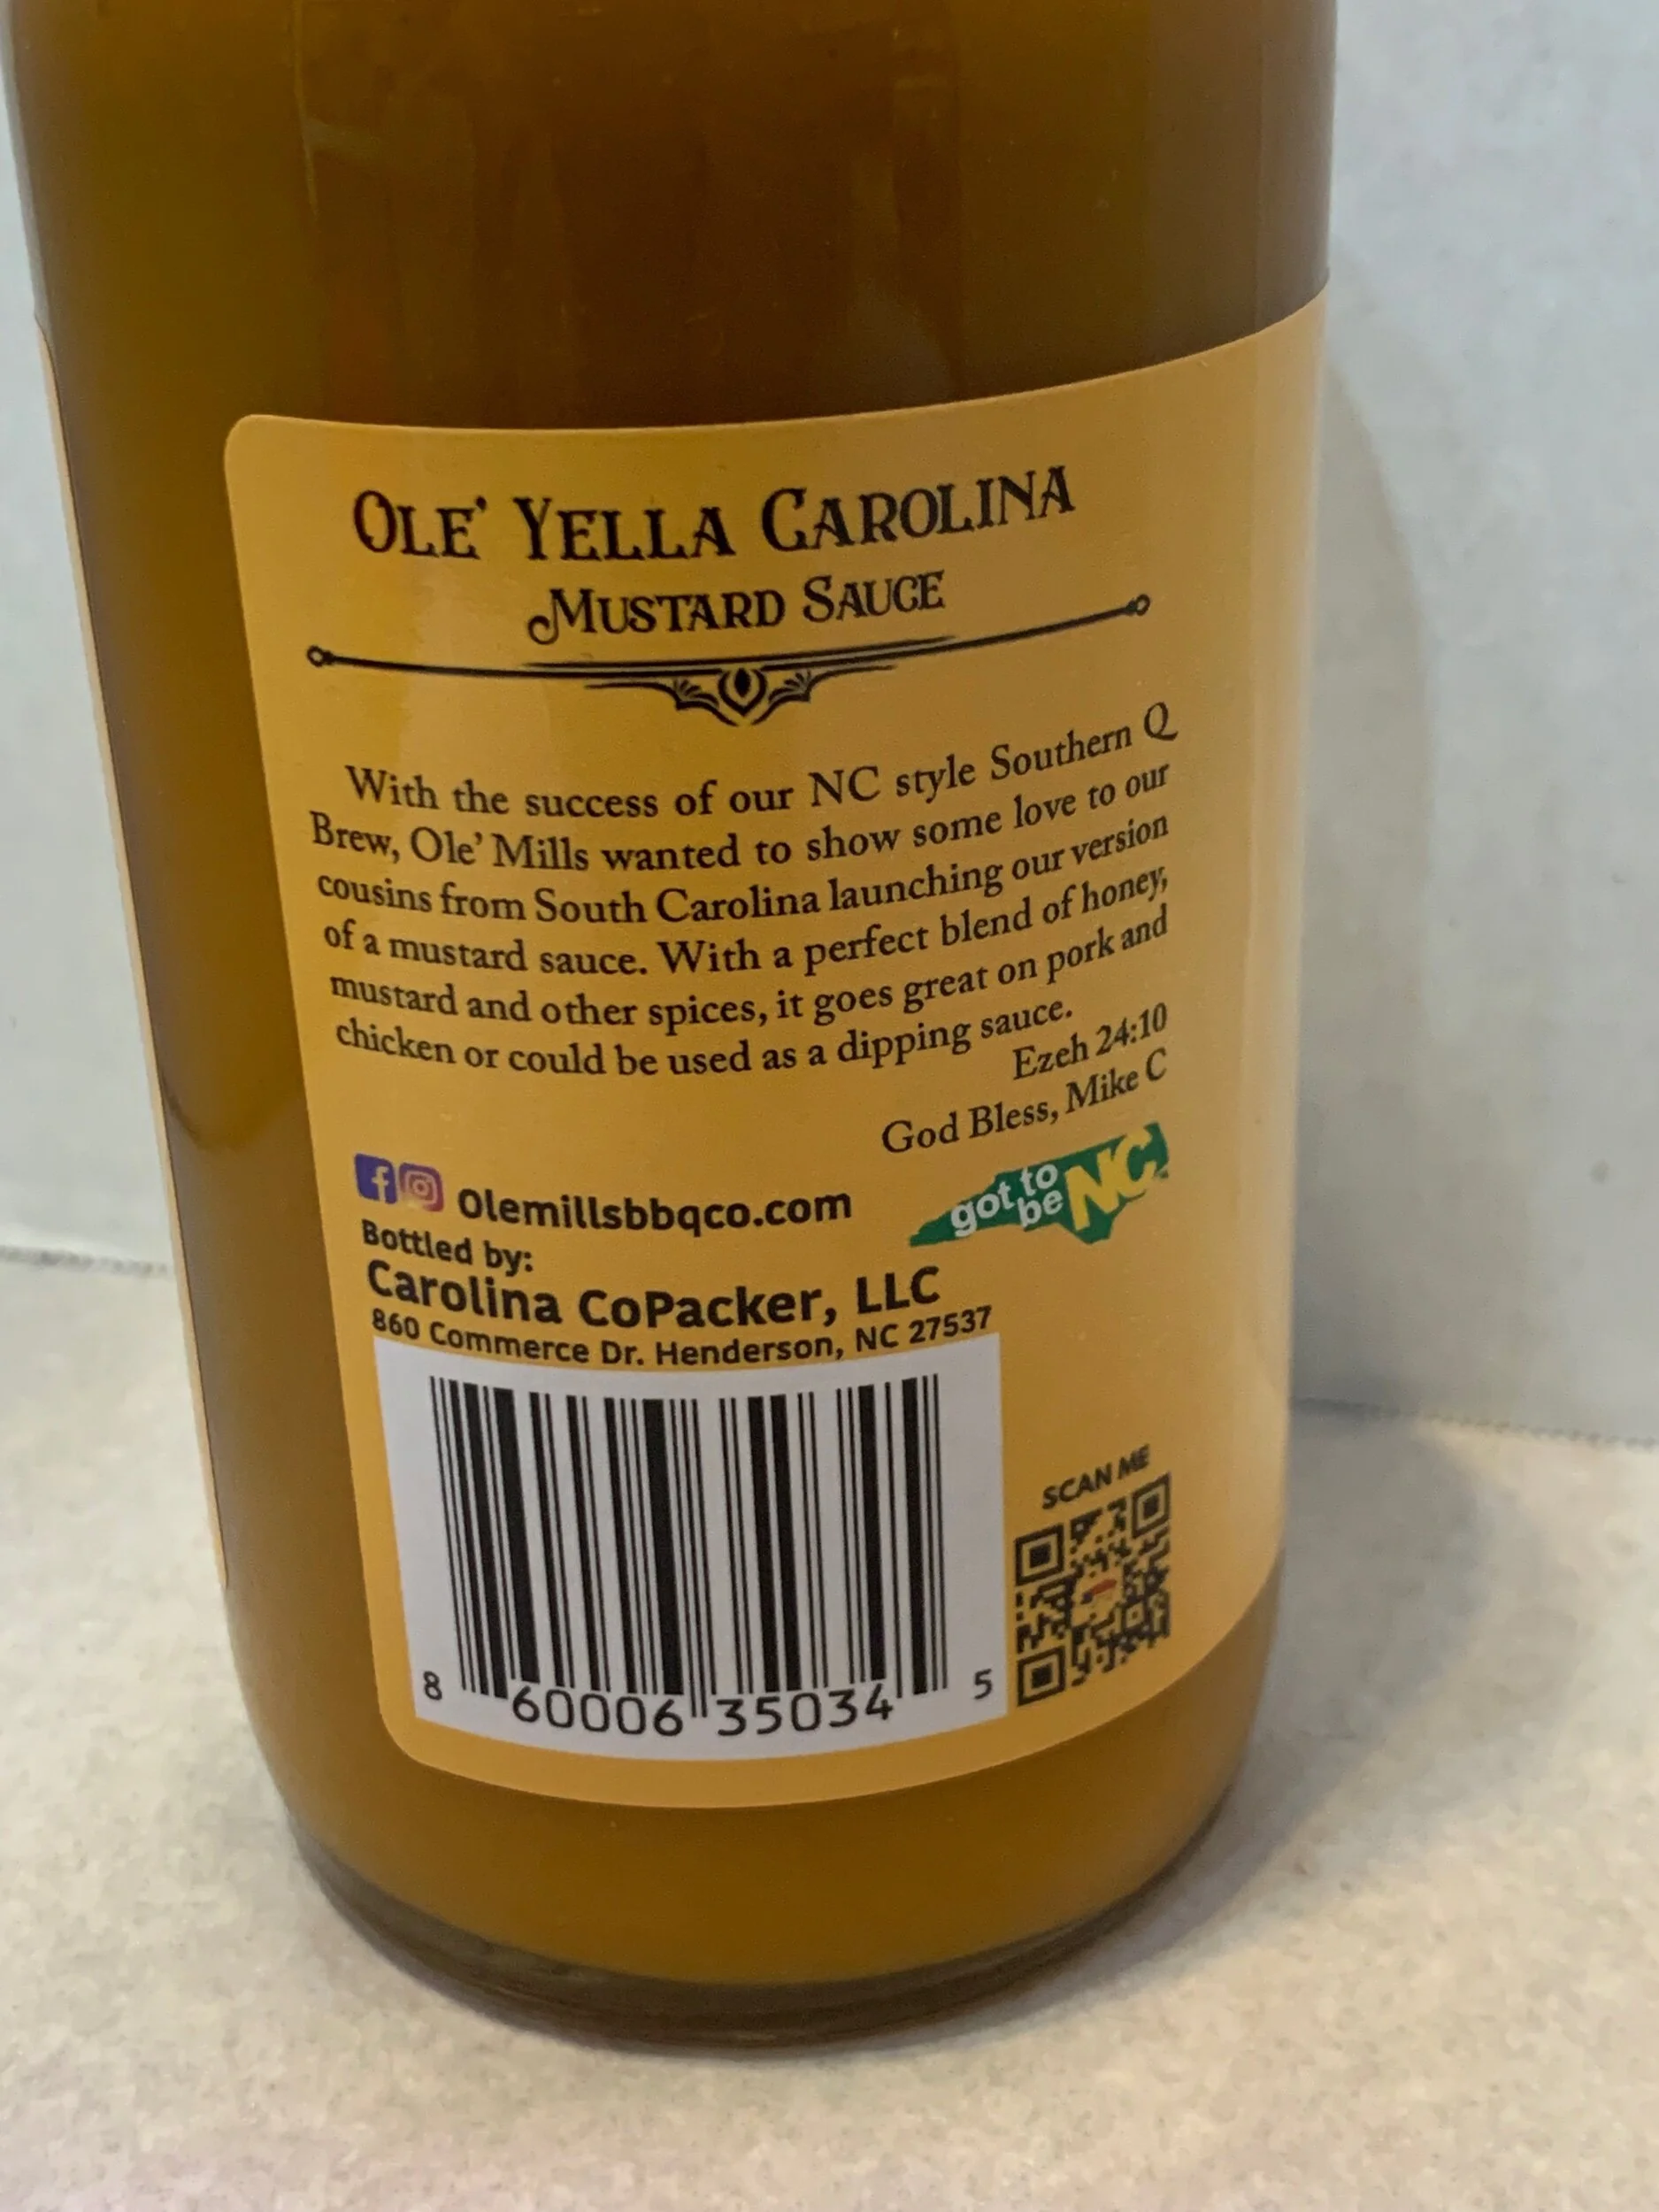 OLE' YELLA CAROLINA
MUSTARD SAUCE
With the success of our NC style Southern Q
Brew, Ole' Mills wanted to show some love to our
cousins from South Carolina launching our version
of a mustard sauce. With a perfect blend of honey,
mustard and other spices, it goes great on pork and
chicken or could be used as a dipping sauce.
Ezeh 24:10
God Bless, Mike C
Olemillsbbqco.com
got to be NC
Bottled by:
Carolina CoPacker, LLC
860 Commerce Dr. Henderson, NC 27537
SCAN ME
8 60006 35034 5